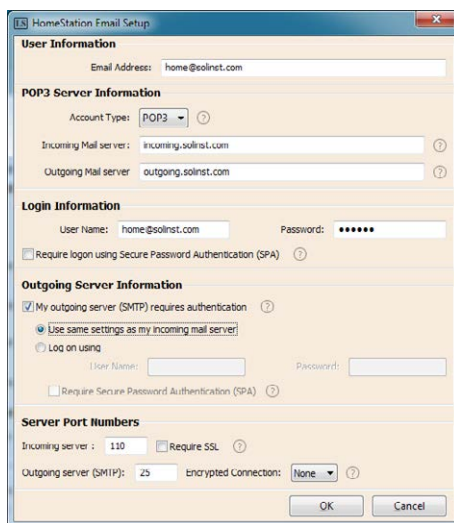 LS HomeStation Email Setup
User Information
Email Address: home@solinst.com
POP3 Server Information
Account Type: POP3 ?
Incoming Mail server: incoming.solinst.com ?
Outgoing Mail server outgoing.solinst.com ?
Login Information
User Name: home@solinst.com Password: ••••••
Require logon using Secure Password Authentication (SPA) ?
Outgoing Server Information
My outgoing server (SMTP) requires authentication ?
Use same settings as my incoming mail server
Log on using
User Name: Password:
Require Secure Password Authentication (SPA) ?
Server Port Numbers
Incoming server : 110 Require SSL ?
Outgoing server (SMTP): 25 Encrypted Connection: None ?
OK Cancel